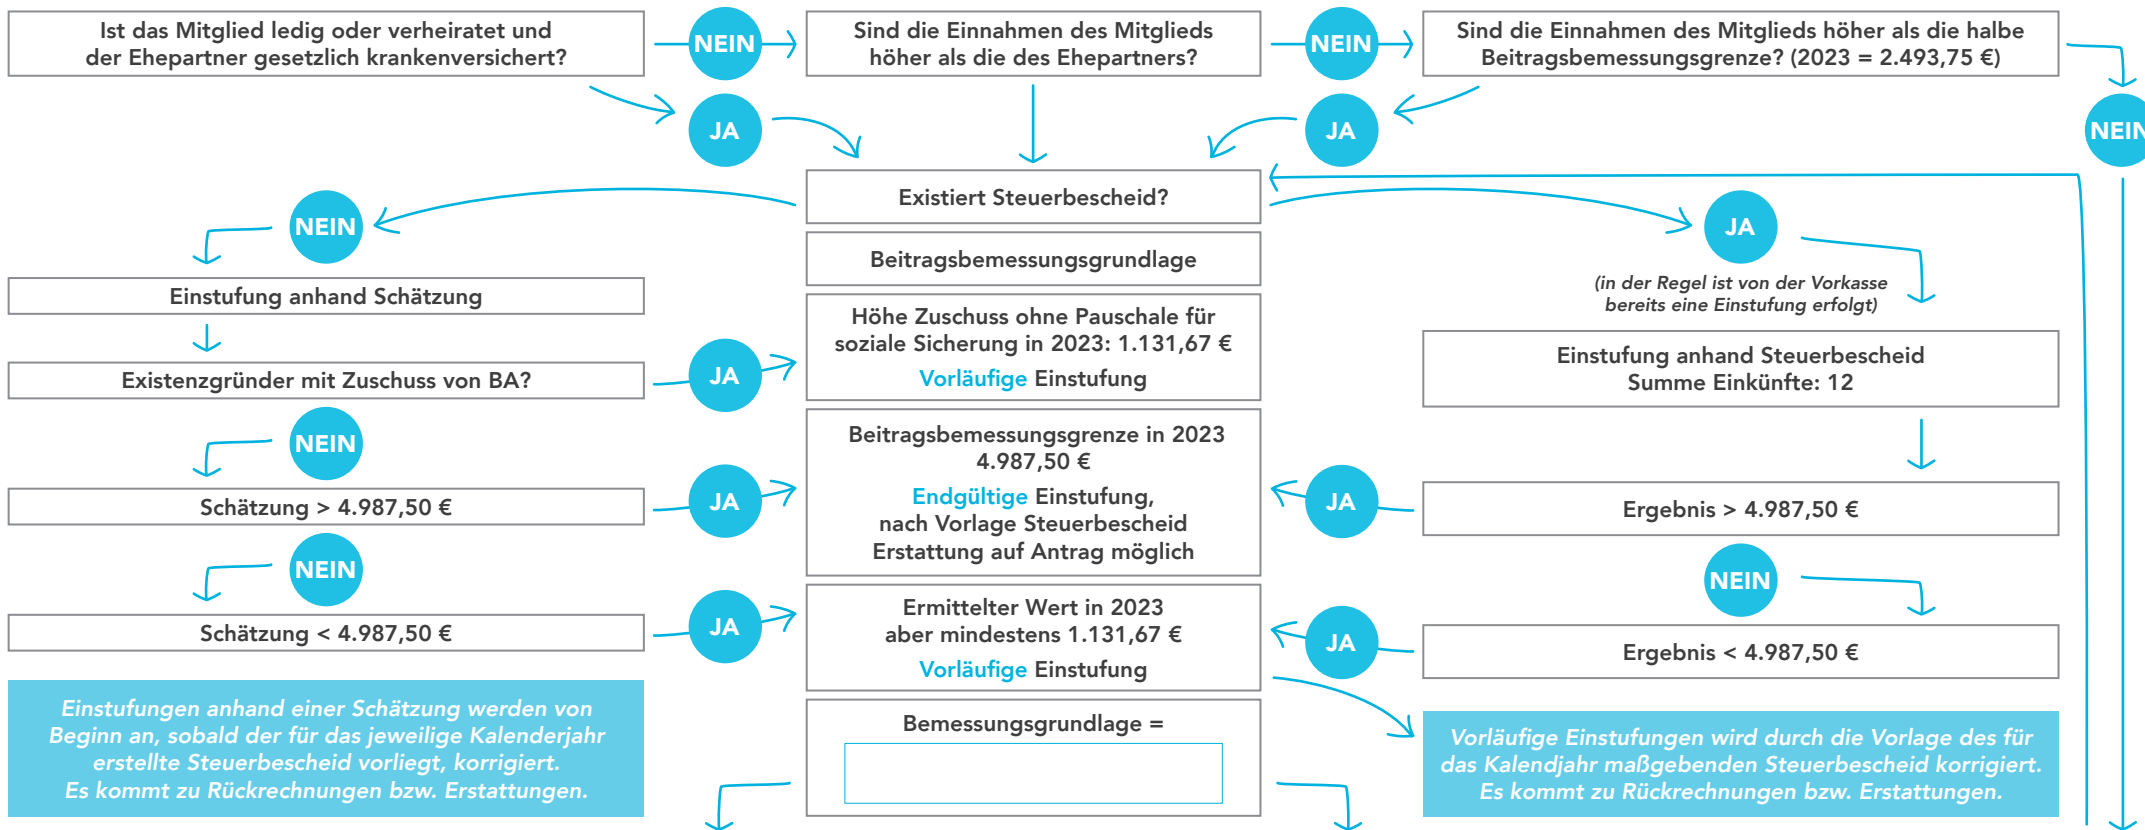 Ist das Mitglied ledig oder verheiratet und
der Ehepartner gesetzlich krankenversichert?
NEIN
Sind die Einnahmen des Mitglieds
höher als die des Ehepartners?
NEIN
Sind die Einnahmen des Mitglieds höher als die halbe
Beitragsbemessungsgrenze? (2023 = 2.493,75 €)
JA
JA
NEIN
Existiert Steuerbescheid?
NEIN
JA
Beitragsbemessungsgrundlage
(in der Regel ist von der Vorkasse
bereits eine Einstufung erfolgt)
Einstufung anhand Schätzung
Höhe Zuschuss ohne Pauschale für
soziale Sicherung in 2023: 1.131,67 €
Vorläufige Einstufung
Einstufung anhand Steuerbescheid
Summe Einkünfte: 12
Existenzgründer mit Zuschuss von BA?
JA
NEIN
Beitragsbemessungsgrenze in 2023
4.987,50 €
Endgültige Einstufung,
nach Vorlage Steuerbescheid
Erstattung auf Antrag möglich
Schätzung > 4.987,50 €
JA
JA
Ergebnis > 4.987,50 €
NEIN
NEIN
Schätzung < 4.987,50 €
JA
Ermittelter Wert in 2023
aber mindestens 1.131,67 €
Vorläufige Einstufung
JA
Ergebnis < 4.987,50 €
Einstufungen anhand einer Schätzung werden von
Beginn an, sobald der für das jeweilige Kalenderjahr
erstellte Steuerbescheid vorliegt, korrigiert.
Es kommt zu Rückrechnungen bzw. Erstattungen.
Bemessungsgrundlage =
Vorläufige Einstufungen wird durch die Vorlage des für
das Kalendjahr maßgebenden Steuerbescheid korrigiert.
Es kommt zu Rückrechnungen bzw. Erstattungen.